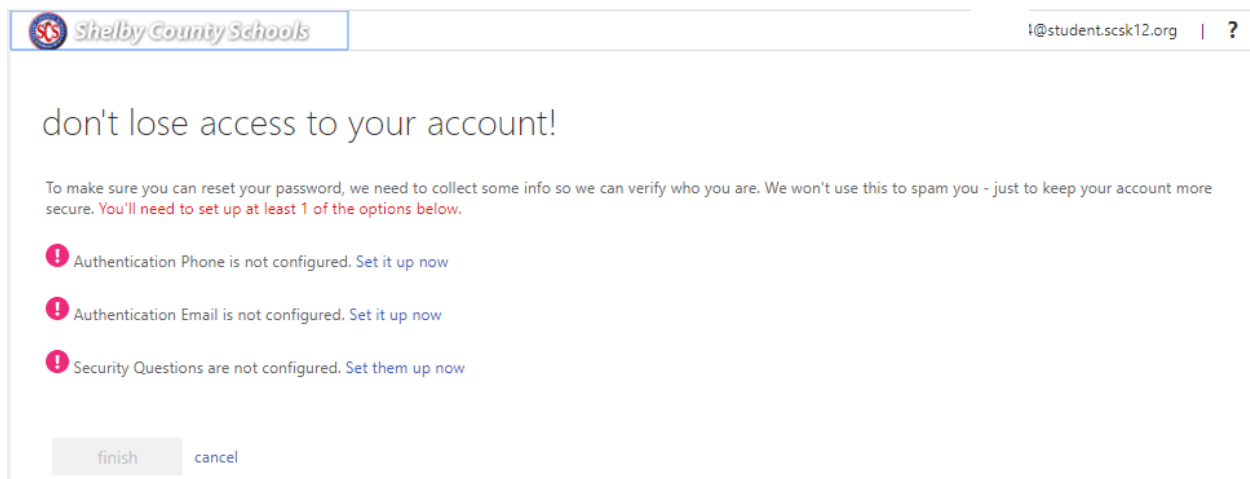 SCS Shelby County Schools
4@student.scsk12.org | ?
don't lose access to your account!
To make sure you can reset your password, we need to collect some info so we can verify who you are. We won't use this to spam you - just to keep your account more
secure. You'll need to set up at least 1 of the options below.
! Authentication Phone is not configured. Set it up now
! Authentication Email is not configured. Set it up now
! Security Questions are not configured. Set them up now
finish cancel